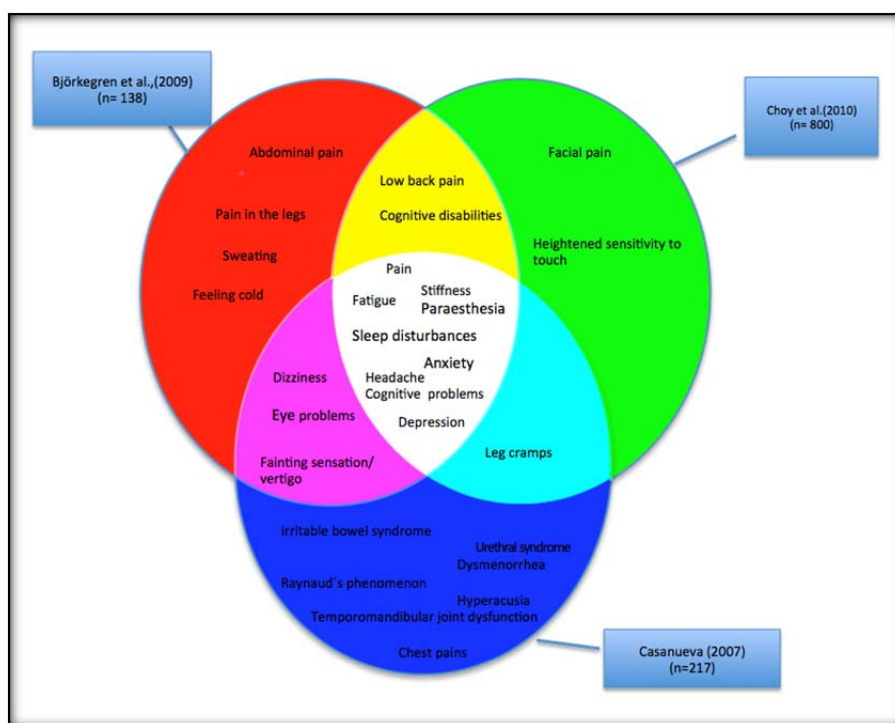 Björkegren et al.,(2009)
(n= 138)
Choy et al.(2010)
(n= 800)
Abdominal pain
Pain in the legs
Sweating
Feeling cold
Low back pain
Cognitive disabilities
Facial pain
Heightened sensitivity to
touch
Pain
Stiffness
Fatigue
Paraesthesia
Sleep disturbances
Anxiety
Headache
Cognitive problems
Depression
Dizziness
Eye problems
Fainting sensation/
vertigo
Leg cramps
irritable bowel syndrome
Urethral syndrome
Dysmenorrhea
Raynaud´s phenomenon
Hyperacusia
Temporomandibular joint dysfunction
Chest pains
Casanueva (2007)
(n=217)